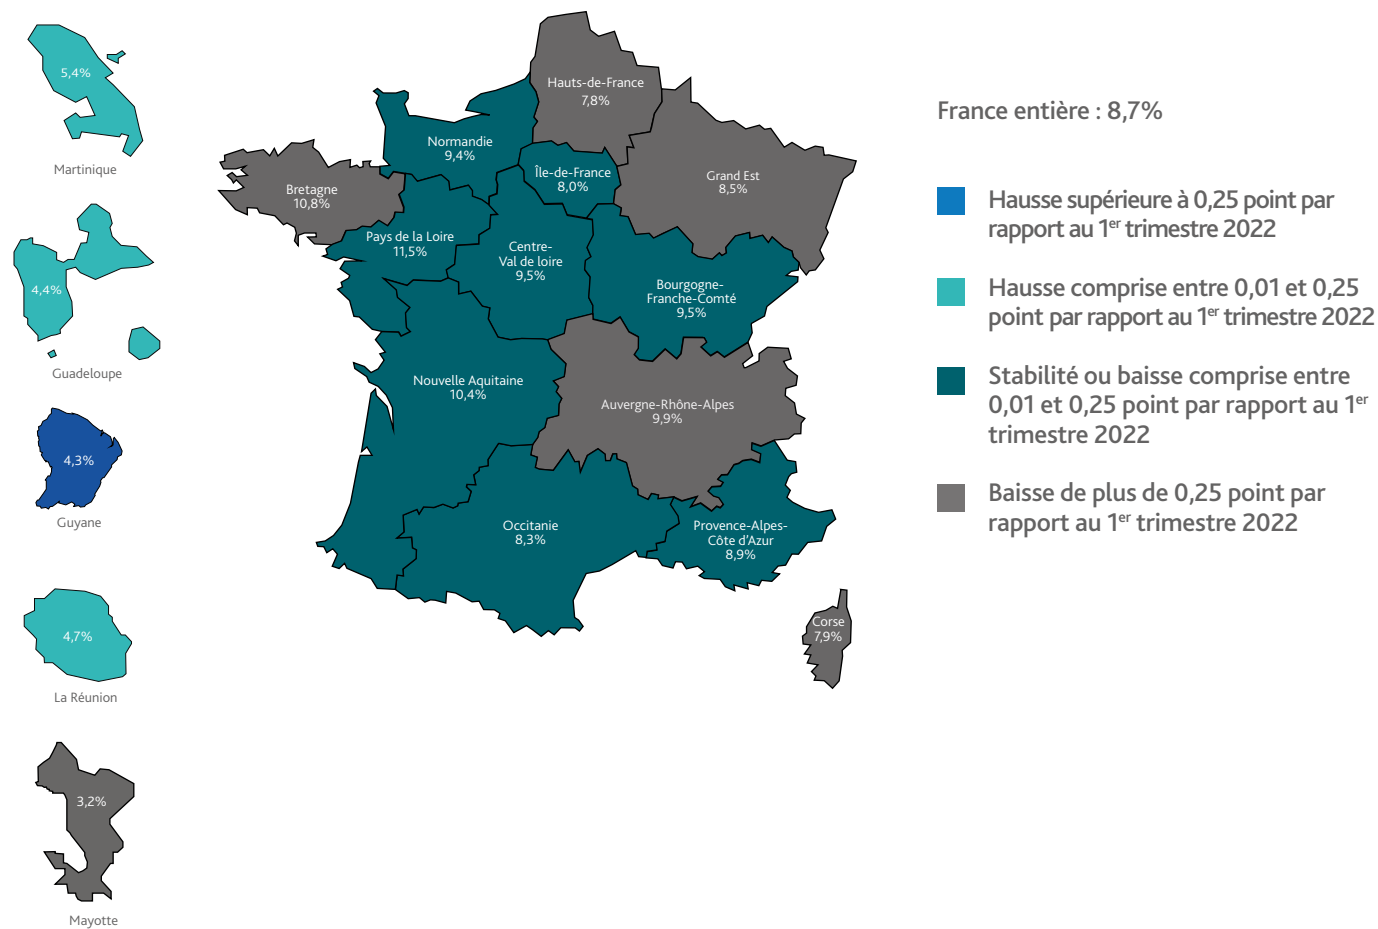 5,4%
Martinique
4,4%
Guadeloupe
4,3%
Guyane
4,7%
La Réunion
3,2%
Mayotte
Hauts-de-France
7,8%
Normandie
9,4%
Île-de-France
8,0%
Grand Est
8,5%
Bretagne
10,8%
Pays de la Loire
11,5%
Centre-
Val de loire
9,5%
Bourgogne-
Franche-Comté
9,5%
Nouvelle Aquitaine
10,4%
Auvergne-Rhône-Alpes
9,9%
Occitanie
8,3%
Provence-Alpes-
Côte d'Azur
8,9%
Corse
7,9%
France entière : 8,7%
Hausse supérieure à 0,25 point par
rapport au 1er trimestre 2022
Hausse comprise entre 0,01 et 0,25
point par rapport au 1er trimestre 2022
Stabilité ou baisse comprise entre
0,01 et 0,25 point par rapport au 1er
trimestre 2022
Baisse de plus de 0,25 point par
rapport au 1er trimestre 2022